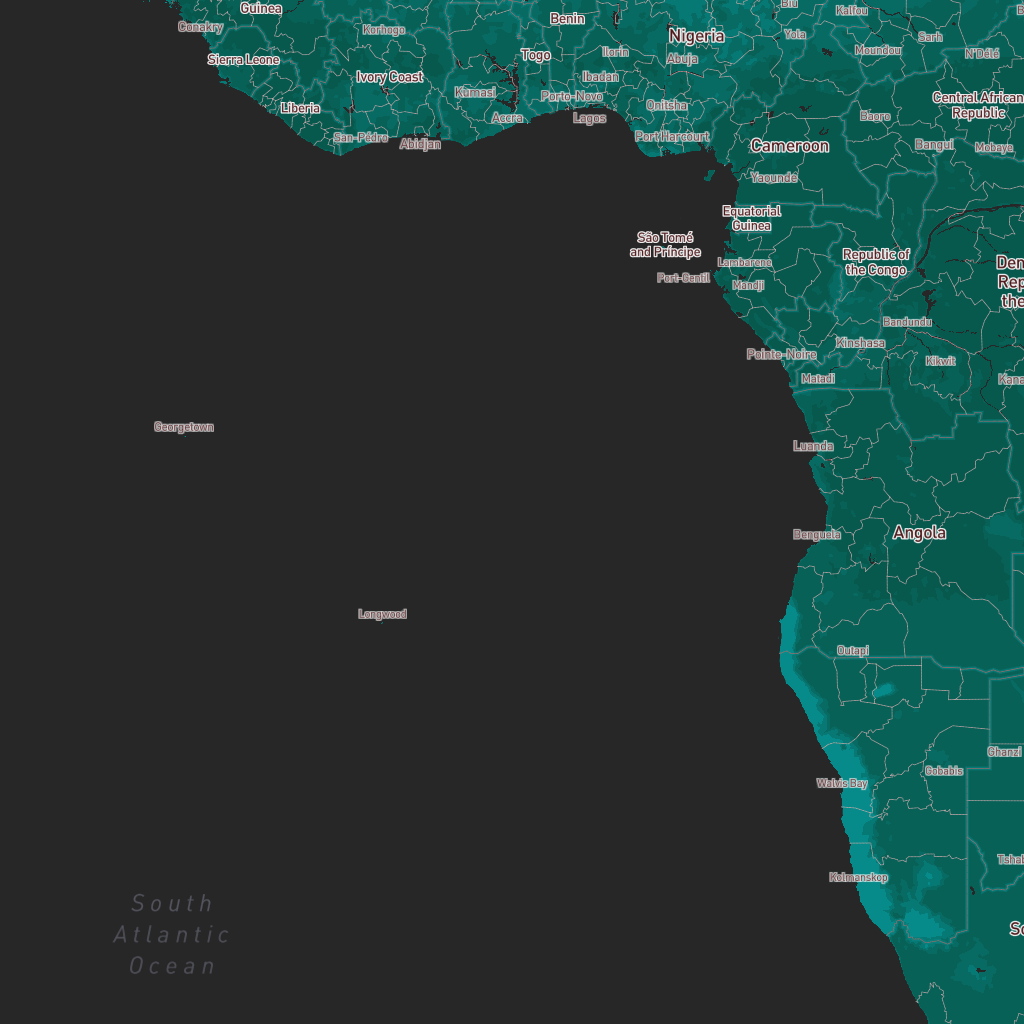 Guinea
Benin
Biu
Kalfou
Conakry
Korhogo
Nigeria
Yola
Sarh
Moundou
N'Délé
Sierra Leone
Togo
Ilorin
Abuja
Ivory Coast
Ibadan
Kumasi
Porto-Novo
Onitsha
Central African
Republic
Liberia
Accra
Lagos
Baoro
San-Pédro
Abidjan
Port Harcourt
Cameroon
Bangui
Mobaye
Yaoundé
Equatorial
Guinea
São Tomé
and Príncipe
Lambarene
Republic of
the Congo
Den
Rep
the
Port-Gentil
Mandji
Bandundu
Kinshasa
Pointe-Noire
Kikwit
Matadi
Kana
Georgetown
Luanda
Benguela
Angola
Longwood
Outapi
Ghanzi
Gobabis
Walvis Bay
Tshab
Kolmanskop
South
Atlantic
Ocean
So